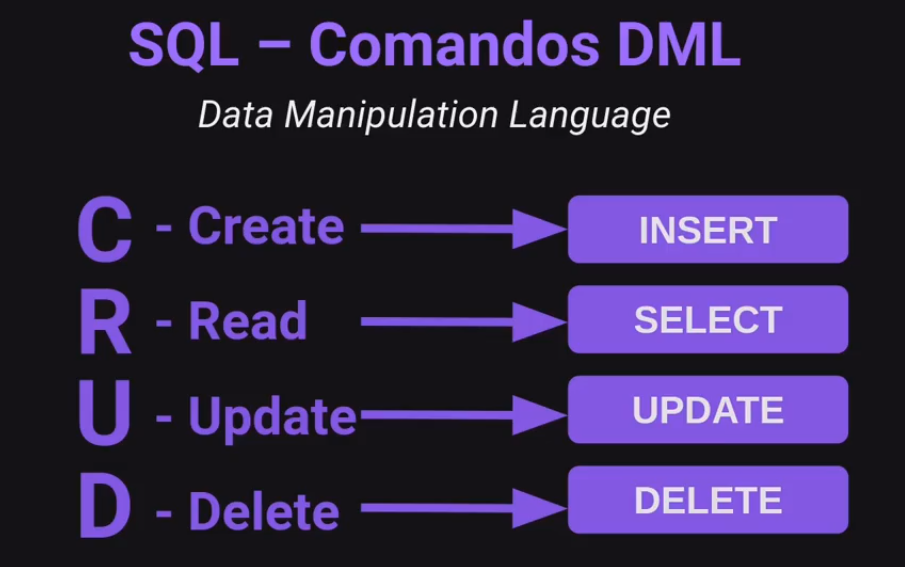 SQL – Comandos DML
Data Manipulation Language
C - Create INSERT
R - Read SELECT
U - Update UPDATE
D - Delete DELETE